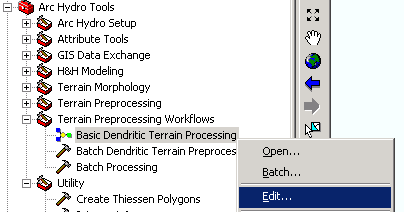 Arc Hydro Tools
Arc Hydro Setup
Attribute Tools
GIS Data Exchange
H&H Modeling
Terrain Morphology
Terrain Preprocessing
Terrain Preprocessing Workflows
Basic Dendritic Terrain Processing
Batch Dendritic Terrain Preproces
Batch Processing
Utility
Create Thiessen Polygons
Open...
Batch...
Edit...